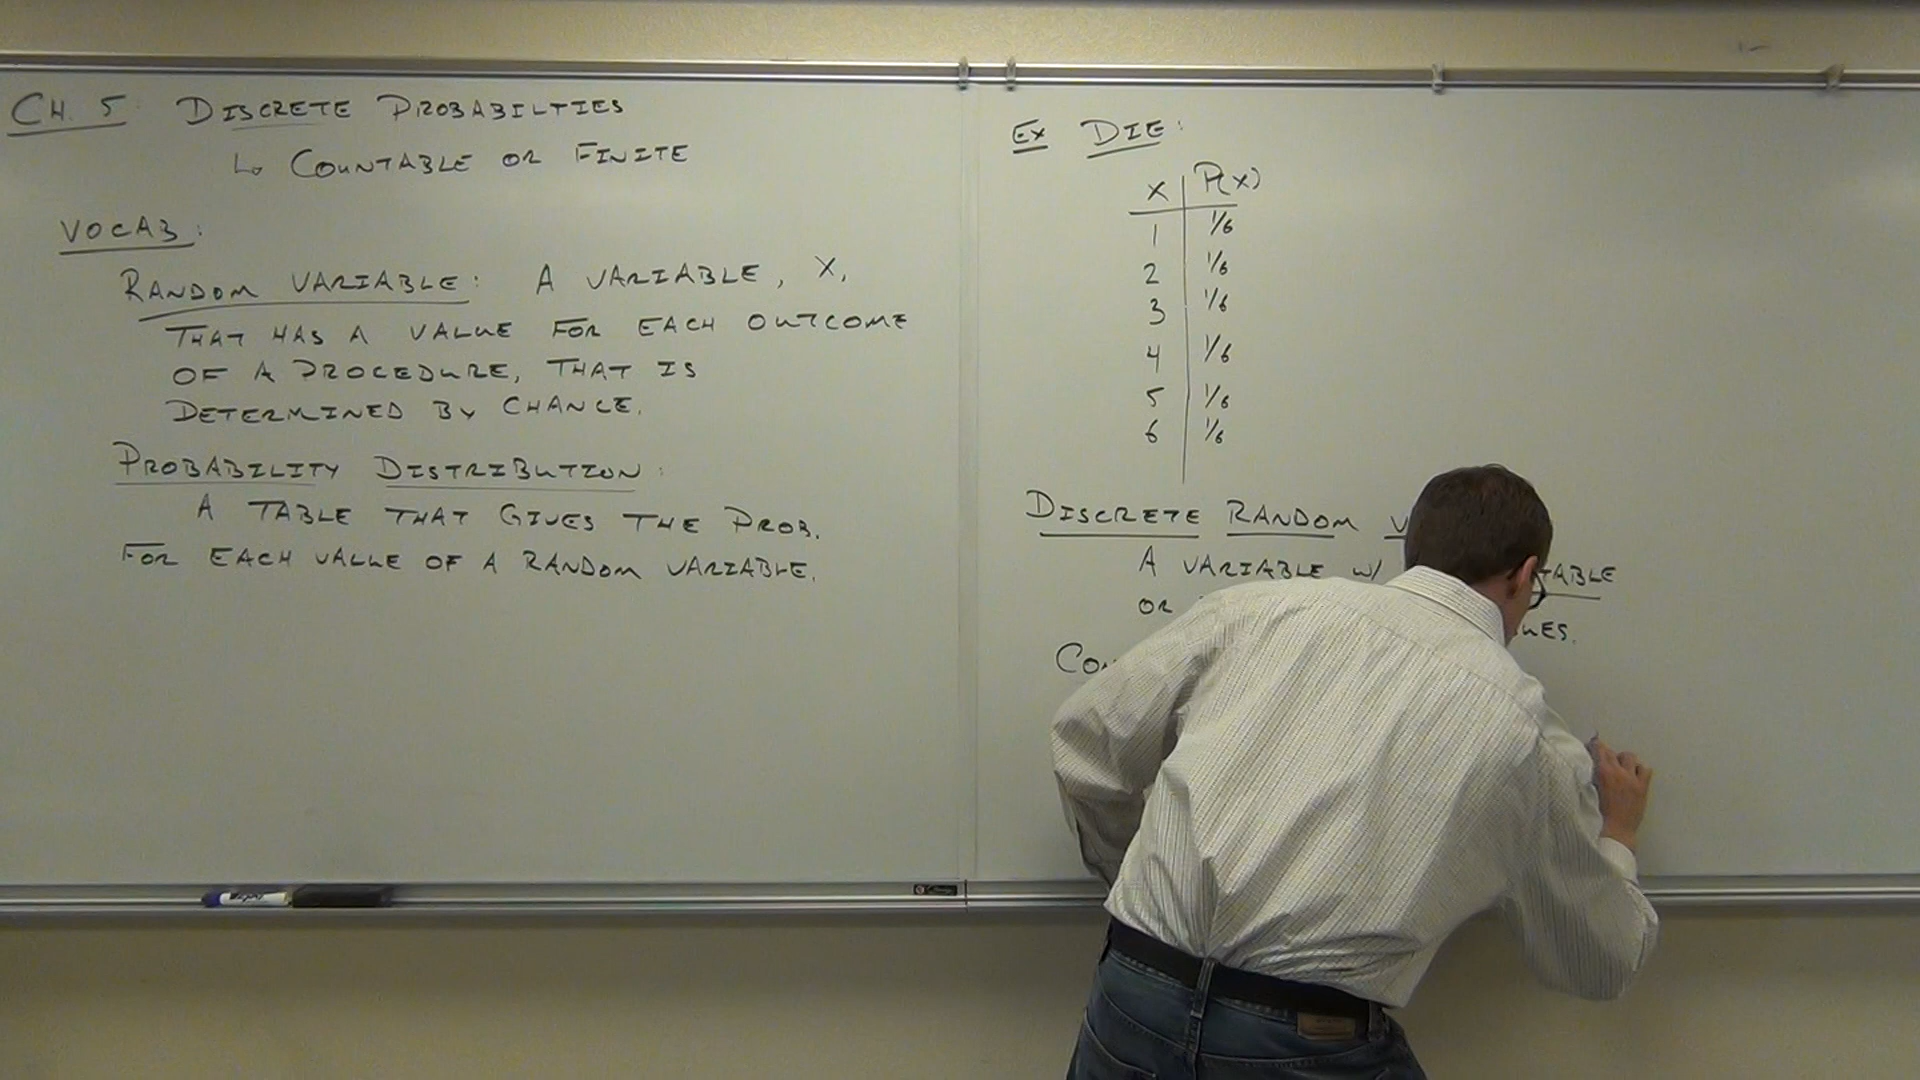 CH. 5: DISCRETE PROBABILTIES
↳ COUNTABLE OR FINITE
VOCAB:
RANDOM VARIABLE: A VARIABLE, X,
THAT HAS A VALUE FOR EACH OUTCOME
OF A PROCEDURE, THAT IS
DETERMINED BY CHANCE.
PROBABILITY DISTRIBUTION:
A TABLE THAT GIVES THE PROB.
FOR EACH VALUE OF A RANDOM VARIABLE.
EX DIE:
X P(X)
1 1/6
2 1/6
3 1/6
4 1/6
5 1/6
6 1/6
DISCRETE RANDOM
A VARIABLE W/
OR